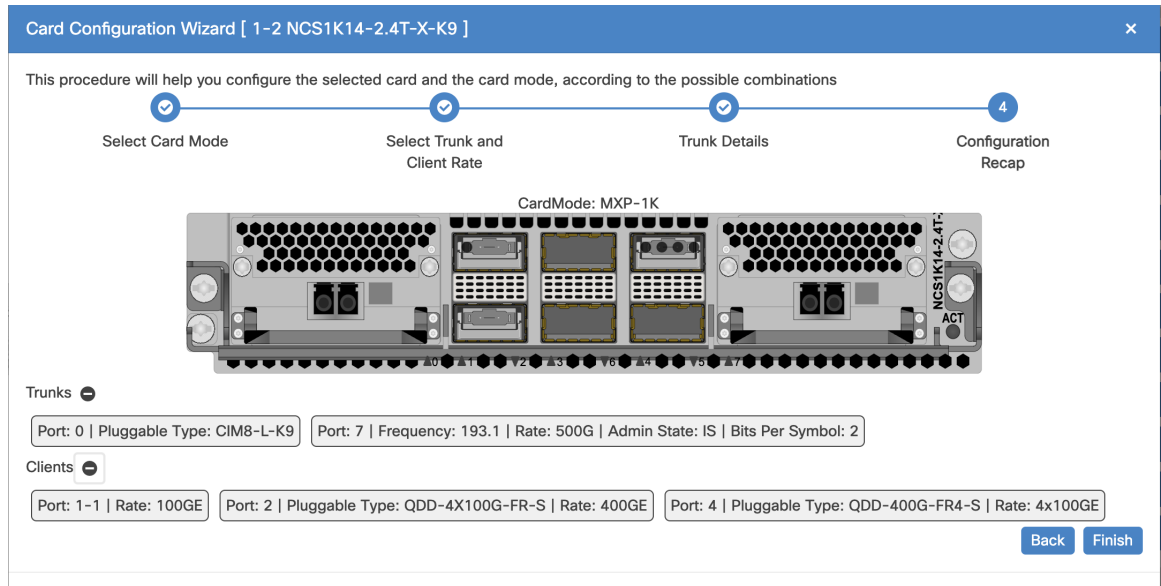 Card Configuration Wizard [ 1-2 NCS1K14-2.4T-X-K9 ]
×
This procedure will help you configure the selected card and the card mode, according to the possible combinations
4
Select Card Mode
Select Trunk and
Client Rate
Trunk Details
Configuration
Recap
CardMode: MXP-1K
NCS1K14-2.4T-
ACT
0 1 2 3 6 4 5 7
Trunks
Port: 0 | Pluggable Type: CIM8-L-K9
Port: 7 | Frequency: 193.1 | Rate: 500G | Admin State: IS | Bits Per Symbol: 2
Clients
Port: 1-1 | Rate: 100GE
Port: 2 | Pluggable Type: QDD-4X100G-FR-S | Rate: 400GE
Port: 4 | Pluggable Type: QDD-400G-FR4-S | Rate: 4x100GE
Back
Finish